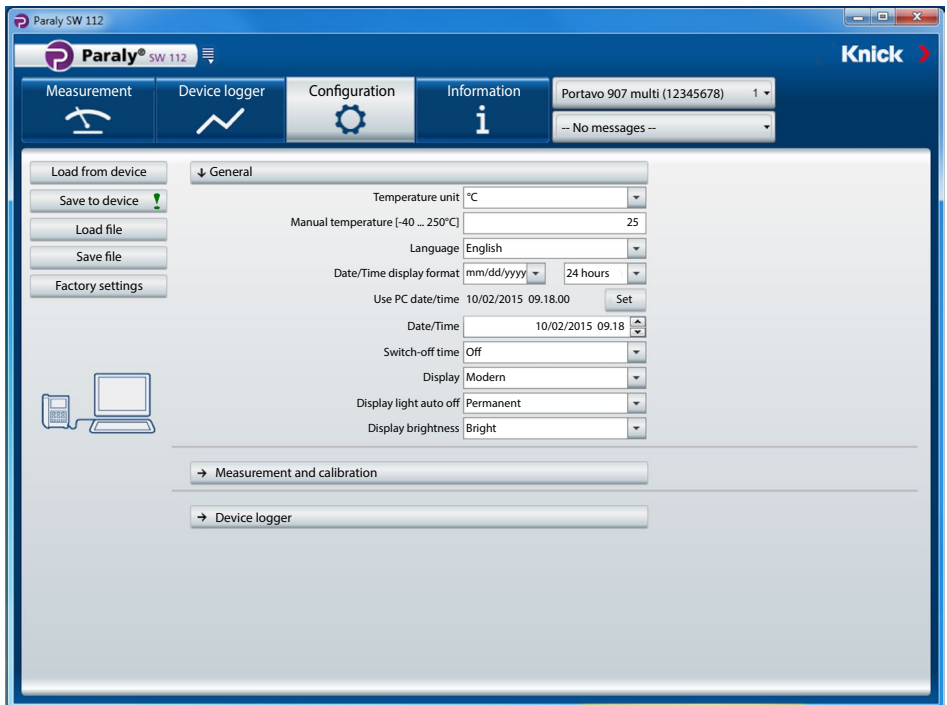 Paraly SW 112
Paraly® SW 112
Knick
Measurement
Device logger
Configuration
Information
Portavo 907 multi (12345678) 1
-- No messages --
Load from device
Save to device
Load file
Save file
Factory settings
General
Temperature unit °C
Manual temperature [-40 ... 250°C] 25
Language English
Date/Time display format mm/dd/yyyy 24 hours
Use PC date/time 10/02/2015 09.18.00 Set
Date/Time 10/02/2015 09.18
Switch-off time Off
Display Modern
Display light auto off Permanent
Display brightness Bright
Measurement and calibration
Device logger